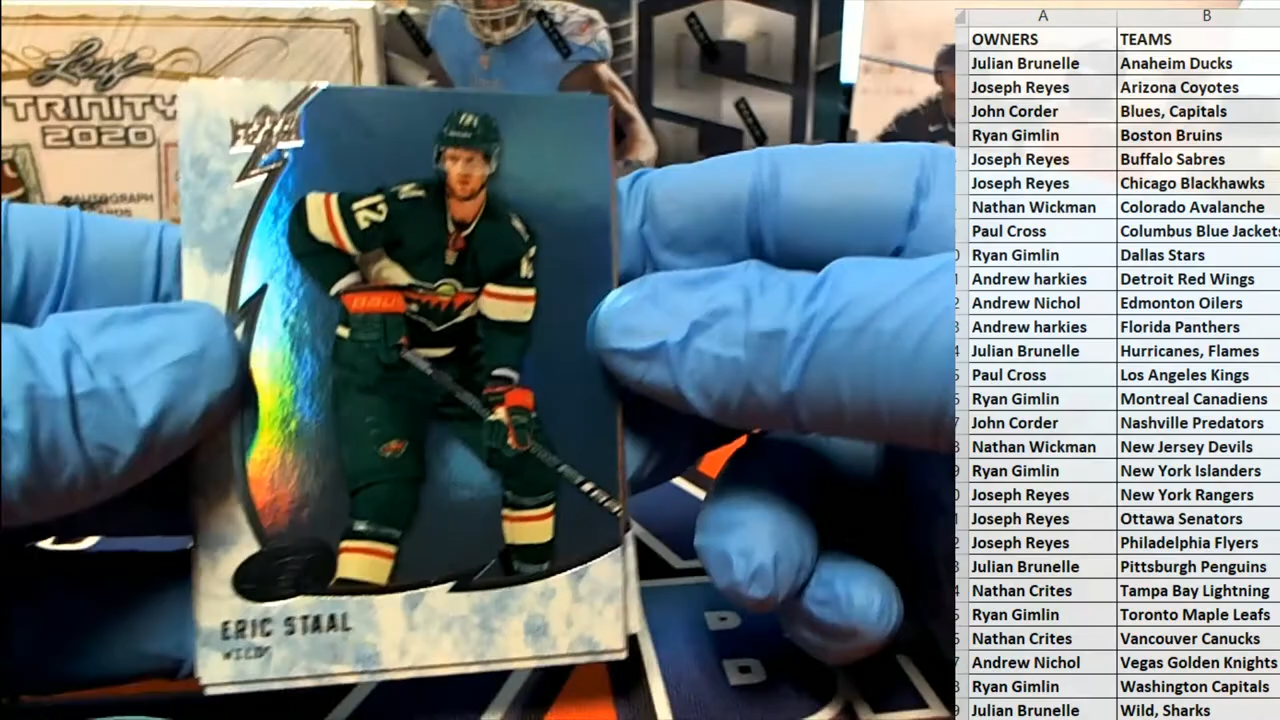 Leaf
TRINITY
2020
AUTOGRAPH
12
BAUER
ERIC STAAL
WILD
D
D
A B
OWNERS TEAMS
Julian Brunelle Anaheim Ducks
Joseph Reyes Arizona Coyotes
John Corder Blues, Capitals
Ryan Gimlin Boston Bruins
Joseph Reyes Buffalo Sabres
Joseph Reyes Chicago Blackhawks
Nathan Wickman Colorado Avalanche
Paul Cross Columbus Blue Jackets
Ryan Gimlin Dallas Stars
Andrew harkies Detroit Red Wings
Andrew Nichol Edmonton Oilers
Andrew harkies Florida Panthers
Julian Brunelle Hurricanes, Flames
Paul Cross Los Angeles Kings
Ryan Gimlin Montreal Canadiens
John Corder Nashville Predators
Nathan Wickman New Jersey Devils
Ryan Gimlin New York Islanders
Joseph Reyes New York Rangers
Joseph Reyes Ottawa Senators
Joseph Reyes Philadelphia Flyers
Julian Brunelle Pittsburgh Penguins
Nathan Crites Tampa Bay Lightning
Ryan Gimlin Toronto Maple Leafs
Nathan Crites Vancouver Canucks
Andrew Nichol Vegas Golden Knights
Ryan Gimlin Washington Capitals
Julian Brunelle Wild, Sharks